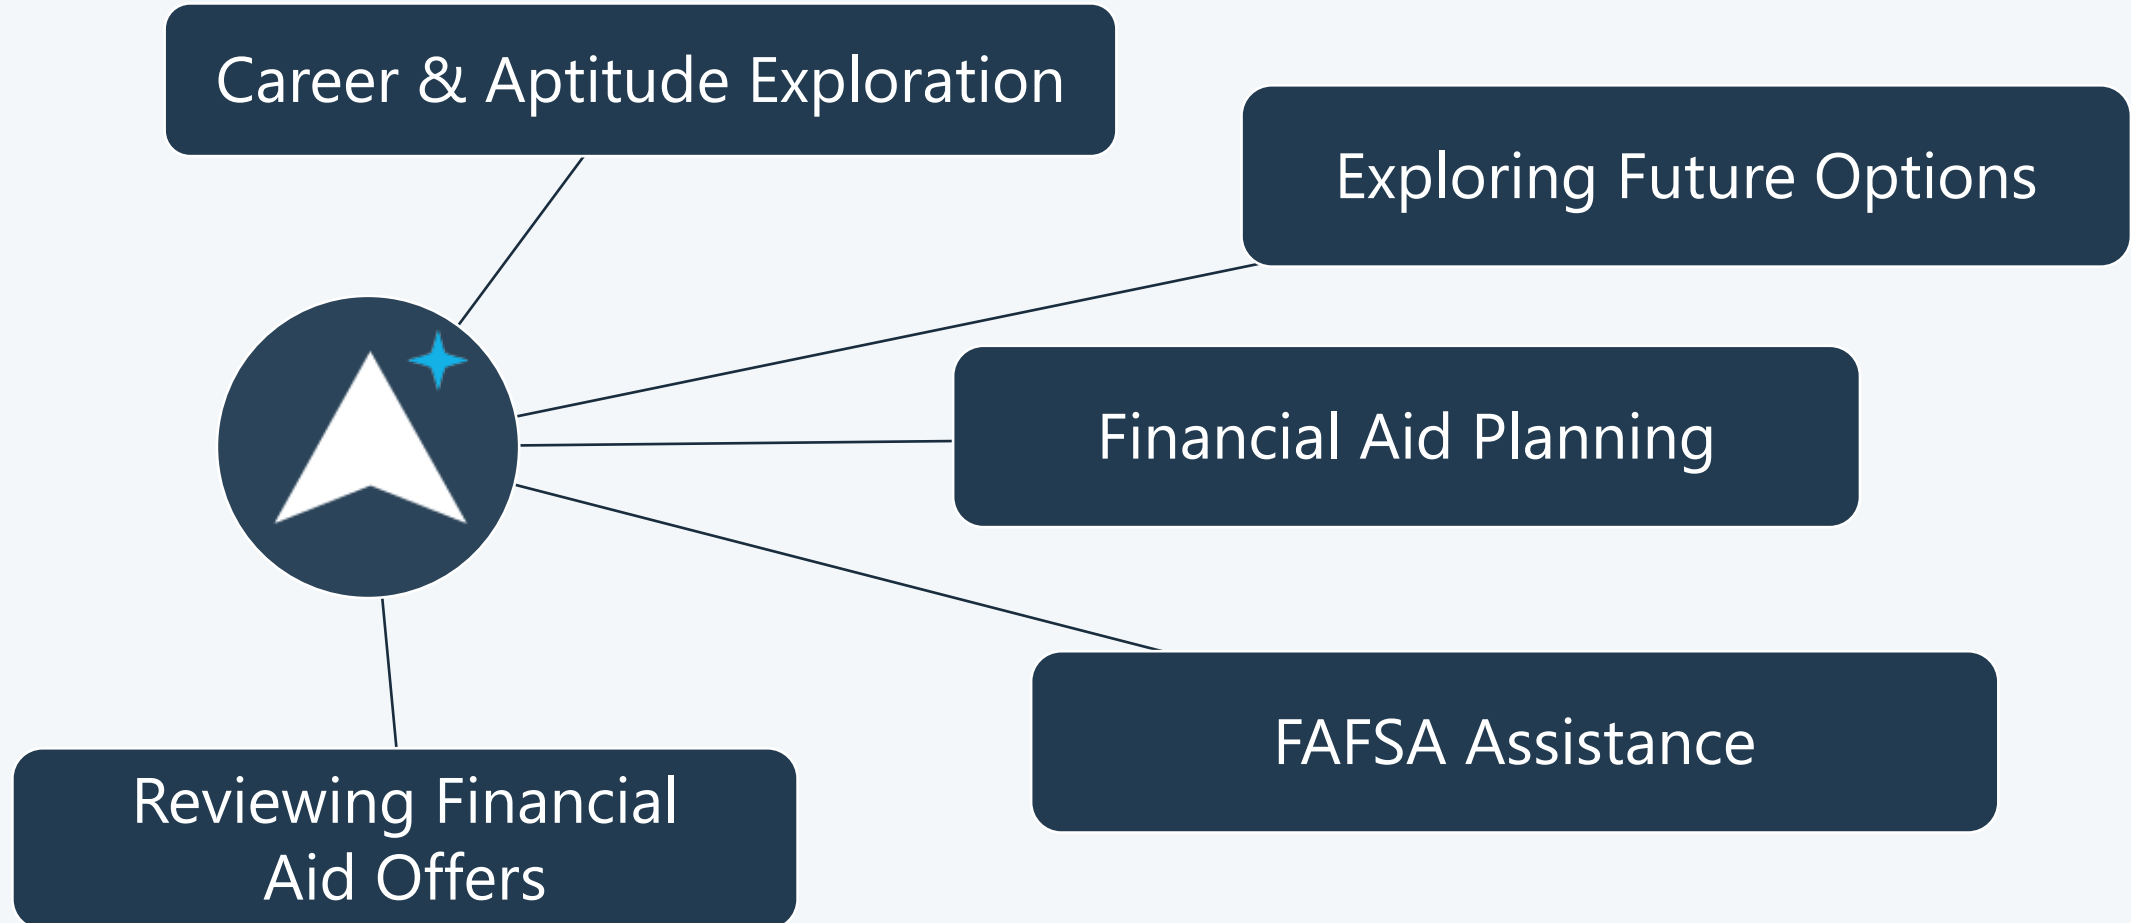 Career & Aptitude Exploration
Exploring Future Options
Financial Aid Planning
FAFSA Assistance
Reviewing Financial
Aid Offers